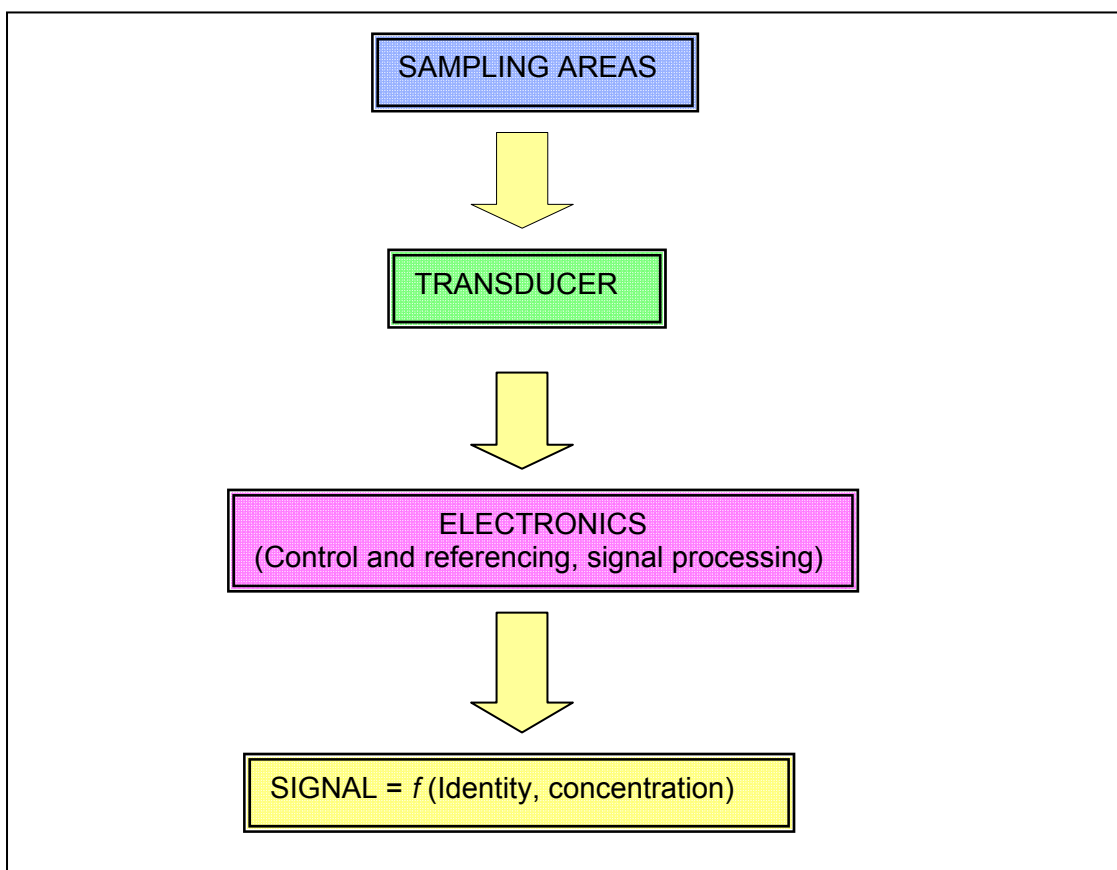 SAMPLING AREAS
TRANSDUCER
ELECTRONICS
(Control and referencing, signal processing)
SIGNAL = f (Identity, concentration)